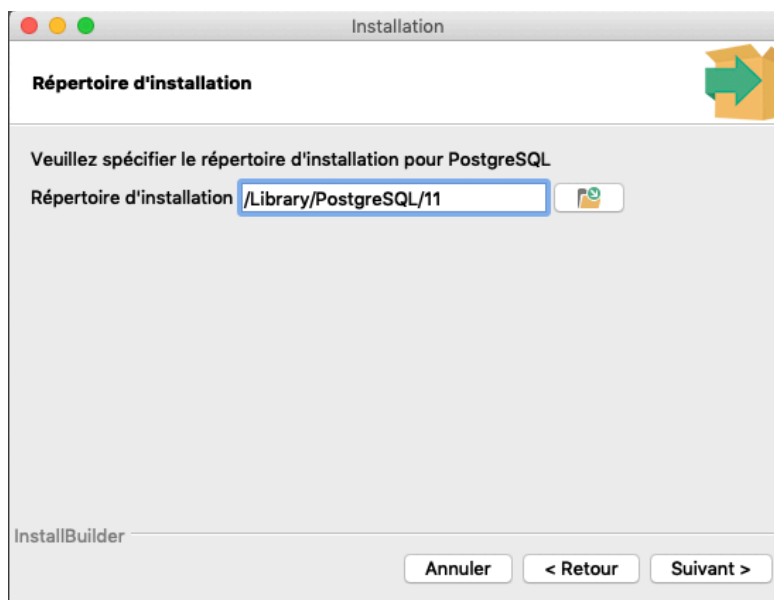 Installation
Répertoire d'installation
Veuillez spécifier le répertoire d'installation pour PostgreSQL
Répertoire d'installation /Library/PostgreSQL/11
InstallBuilder
Annuler < Retour Suivant >